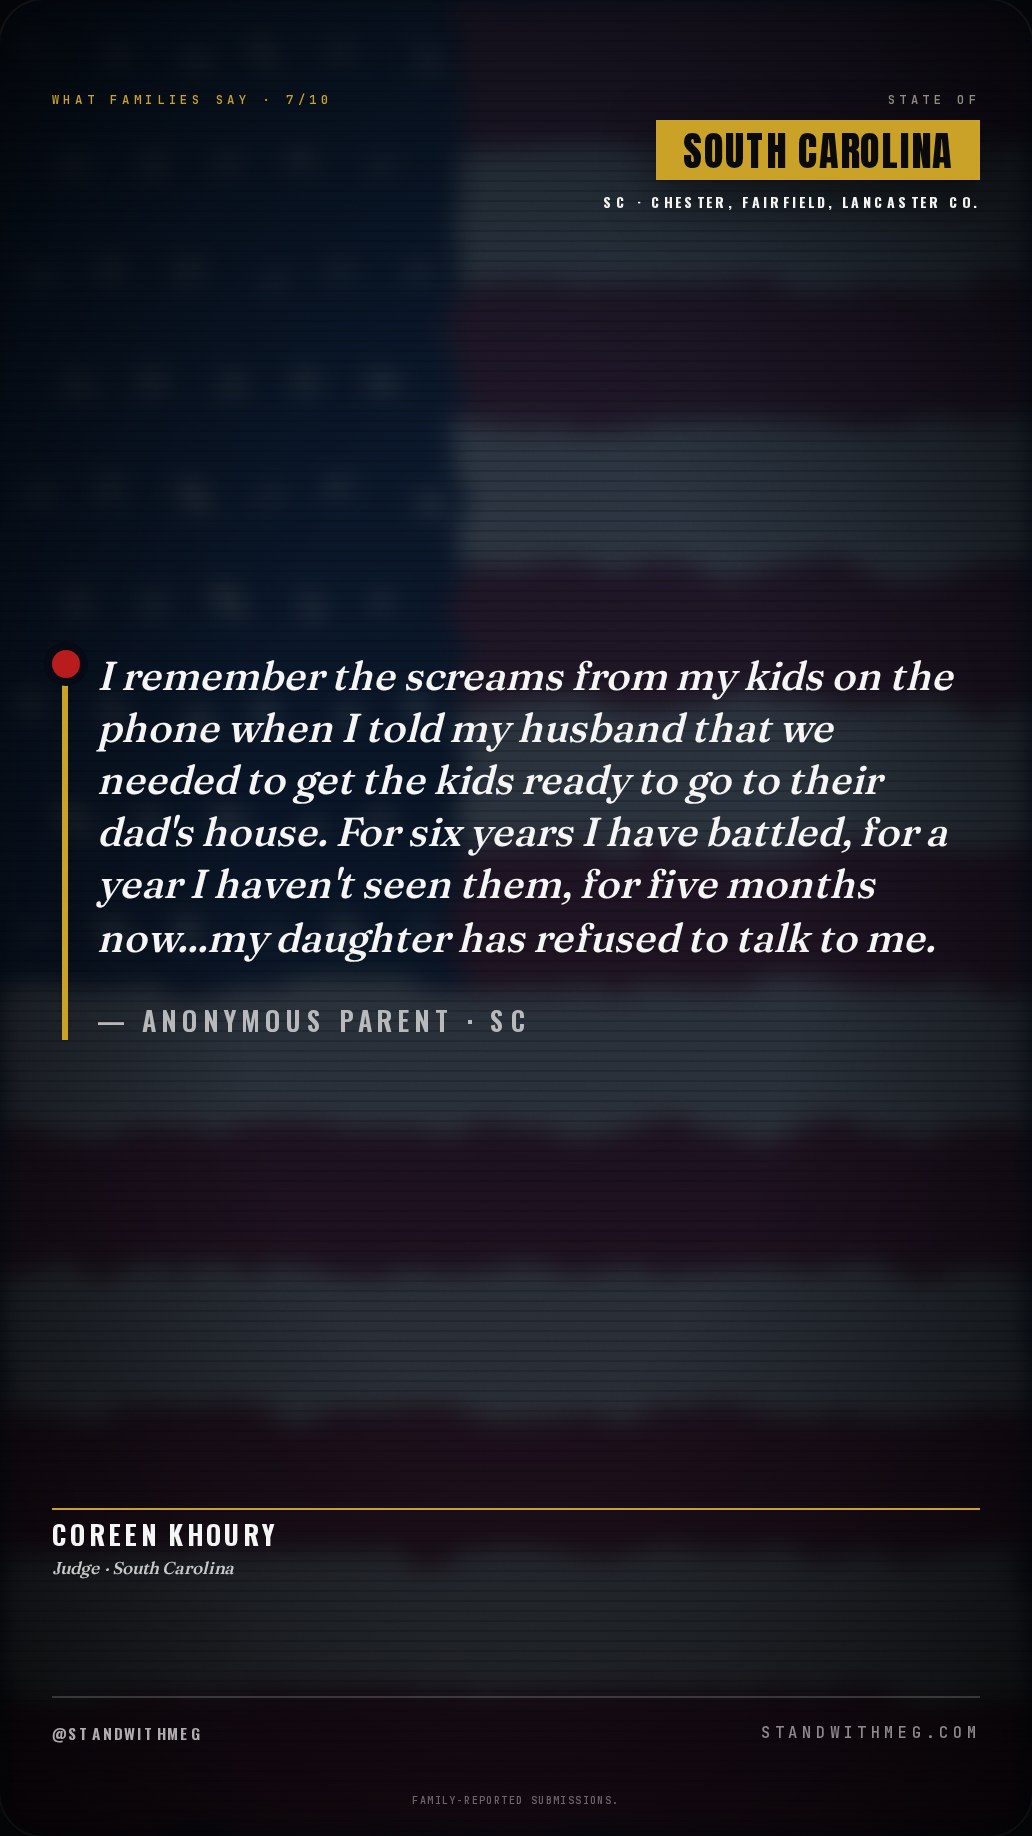 WHAT FAMILIES SAY · 7/10
STATE OF
SOUTH CAROLINA
SC · CHESTER, FAIRFIELD, LANCASTER CO.
I remember the screams from my kids on the
phone when I told my husband that we
needed to get the kids ready to go to their
dad's house. For six years I have battled, for a
year I haven't seen them, for five months
now...my daughter has refused to talk to me.
— ANONYMOUS PARENT · SC
COREEN KHOURY
Judge · South Carolina
@STANDWITHMEG
STANDWITHMEG.COM
FAMILY-REPORTED SUBMISSIONS.